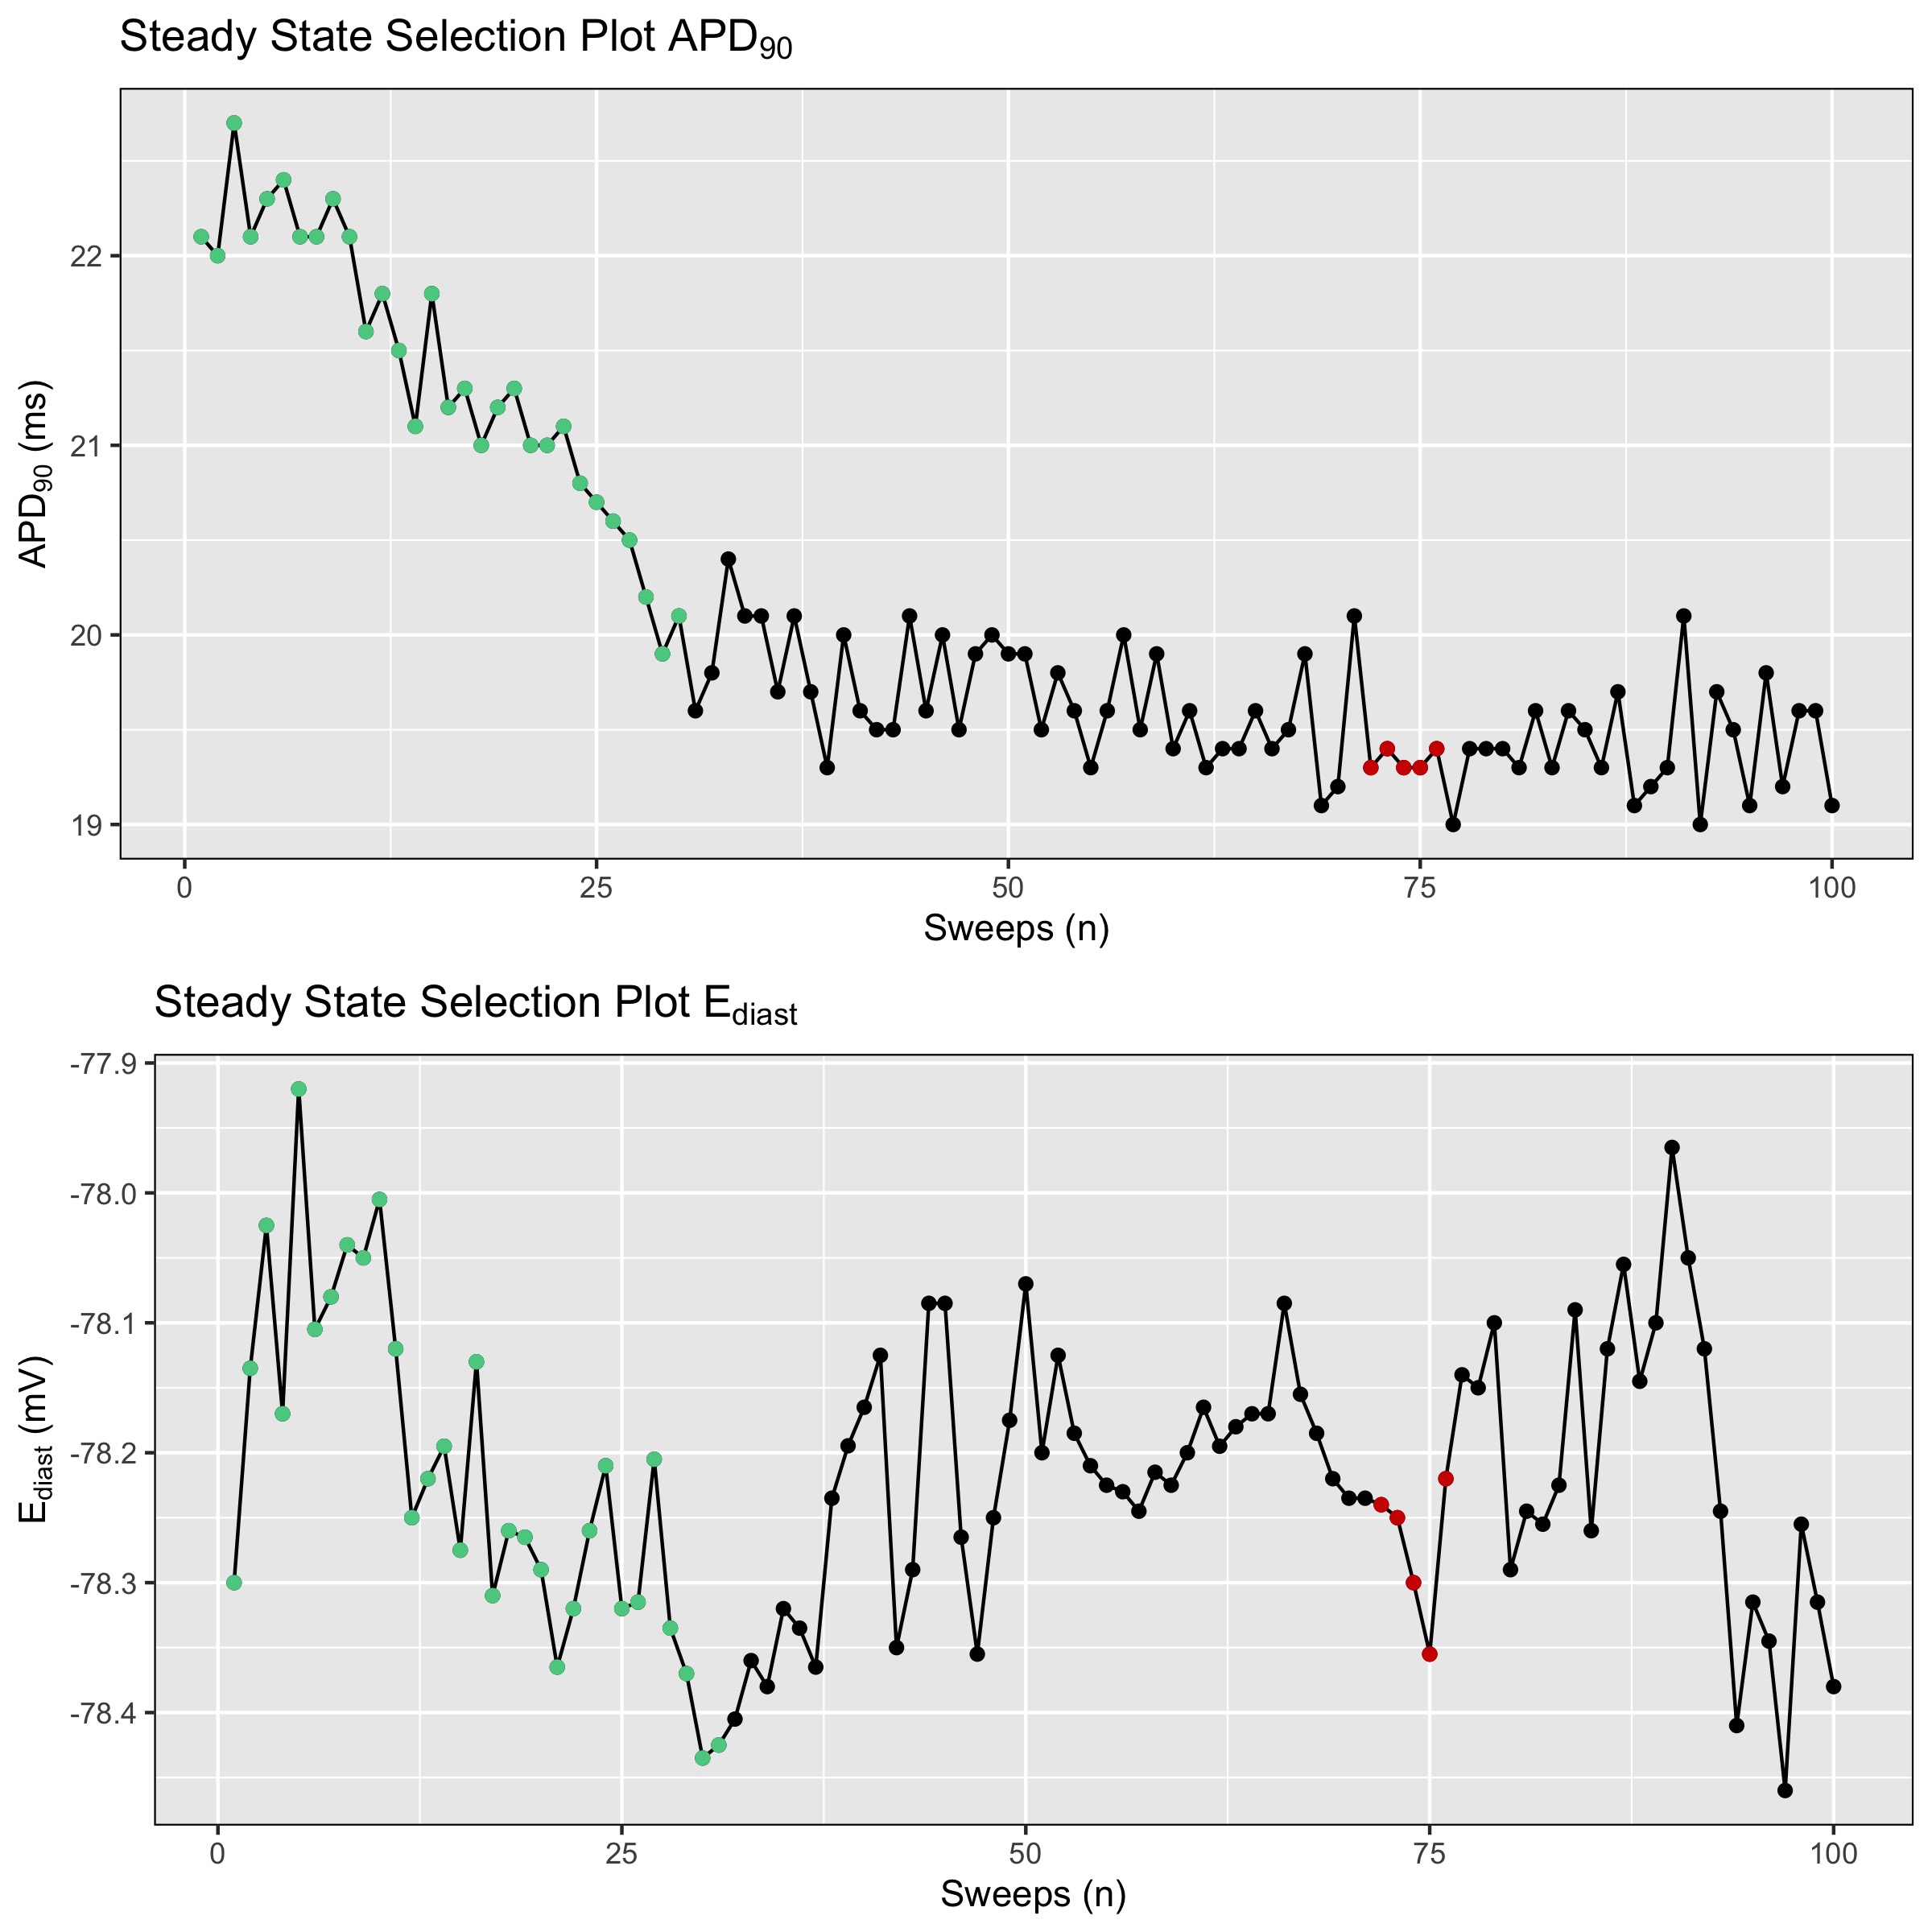 Steady State Selection Plot APD90
22
21
20
19
APD90 (ms)
0 25 50 75 100
Sweeps (n)
Steady State Selection Plot Ediast
-77.9
-78.0
-78.1
-78.2
-78.3
-78.4
Ediast (mV)
0 25 50 75 100
Sweeps (n)